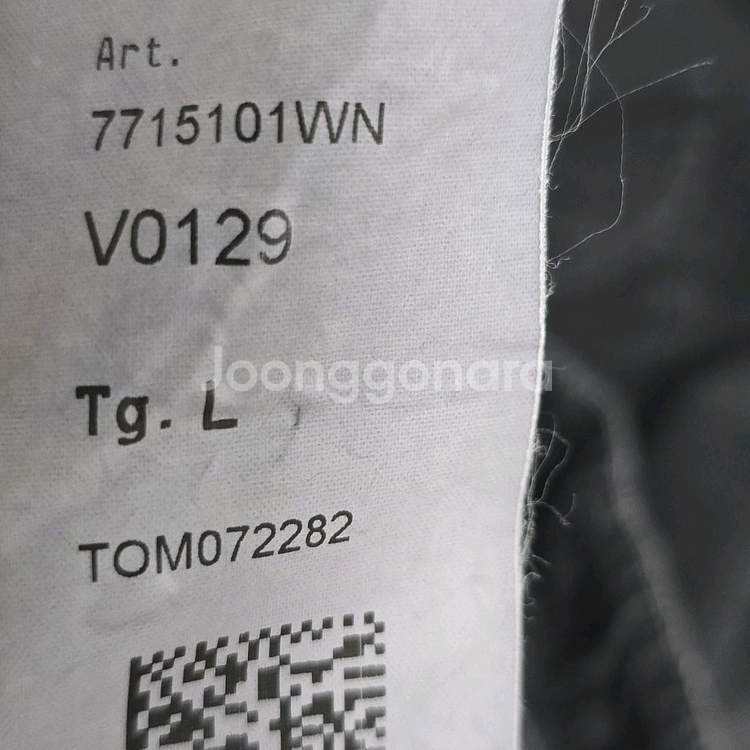 Art.
7715101WN
V0129
Joonggonara
Tg. L
TOM072282